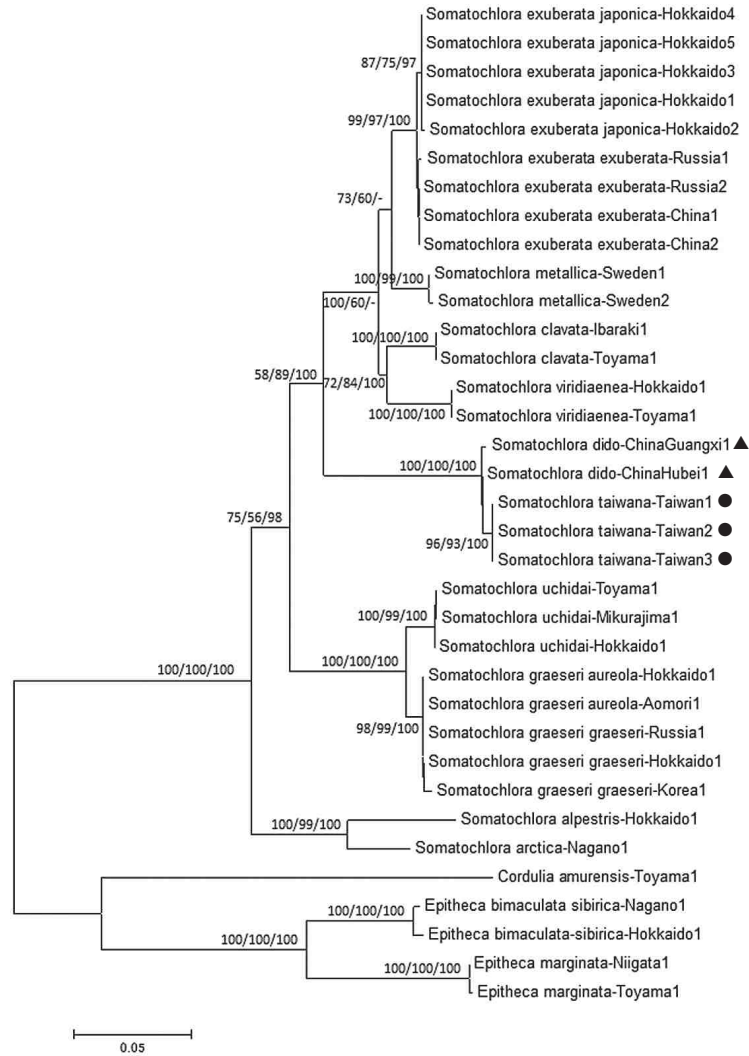 Somatochlora exuberata japonica-Hokkaido4
Somatochlora exuberata japonica-Hokkaido5
87/75/97
Somatochlora exuberata japonica-Hokkaido3
Somatochlora exuberata japonica-Hokkaido1
99/97/100
Somatochlora exuberata japonica-Hokkaido2
Somatochlora exuberata exuberata-Russia1
Somatochlora exuberata exuberata-Russia2
73/60/-
Somatochlora exuberata exuberata-China1
Somatochlora exuberata exuberata-China2
100/99/100
Somatochlora metallica-Sweden1
100/60/-
Somatochlora metallica-Sweden2
Somatochlora clavata-Ibaraki1
100/100/100
Somatochlora clavata-Toyama1
58/89/100
72/84/100
Somatochlora viridiaenea-Hokkaido1
100/100/100
Somatochlora viridiaenea-Toyama1
Somatochlora dido-ChinaGuangxi1
100/100/100
Somatochlora dido-ChinaHubei1
Somatochlora taiwana-Taiwan1
75/56/98
Somatochlora taiwana-Taiwan2
96/93/100
Somatochlora taiwana-Taiwan3
Somatochlora uchidai-Toyama1
100/99/100
Somatochlora uchidai-Mikurajima1
Somatochlora uchidai-Hokkaido1
100/100/100
100/100/100
Somatochlora graeseri aureola-Hokkaido1
Somatochlora graeseri aureola-Aomori1
98/99/100
Somatochlora graeseri graeseri-Russia1
Somatochlora graeseri graeseri-Hokkaido1
Somatochlora graeseri graeseri-Korea1
100/99/100
Somatochlora alpestris-Hokkaido1
Somatochlora arctica-Nagano1
Cordulia amurensis-Toyama1
100/100/100
Epitheca bimaculata sibirica-Nagano1
100/100/100
Epitheca bimaculata-sibirica-Hokkaido1
100/100/100
Epitheca marginata-Niigata1
Epitheca marginata-Toyama1
0.05